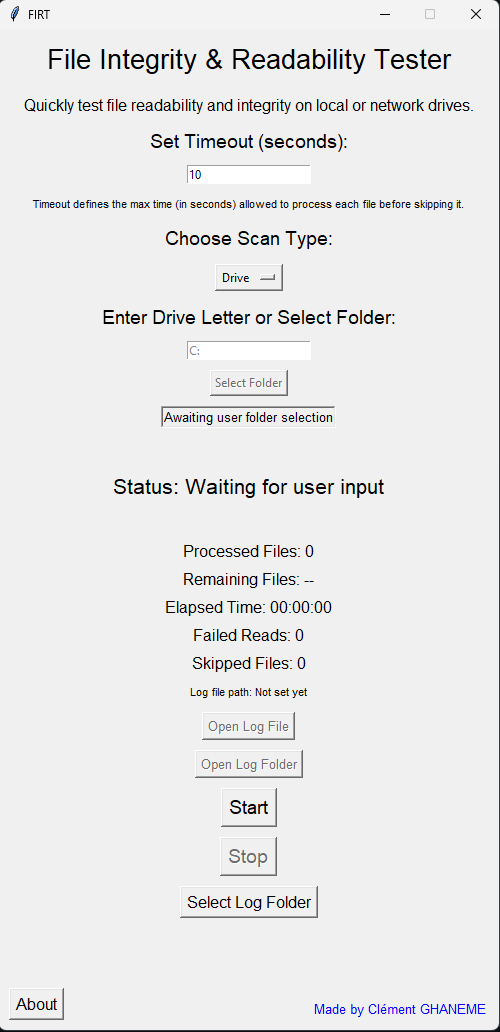 FIRT
File Integrity & Readability Tester
Quickly test file readability and integrity on local or network drives.
Set Timeout (seconds):
10
Timeout defines the max time (in seconds) allowed to process each file before skipping it.
Choose Scan Type:
Drive
Enter Drive Letter or Select Folder:
C:
Select Folder
Awaiting user folder selection
Status: Waiting for user input
Processed Files: 0
Remaining Files: --
Elapsed Time: 00:00:00
Failed Reads: 0
Skipped Files: 0
Log file path: Not set yet
Open Log File
Open Log Folder
Start
Stop
Select Log Folder
About
Made by Clément GHANEME